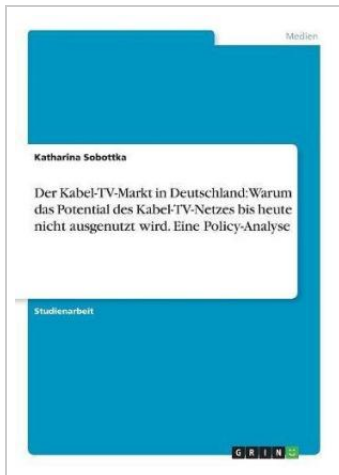 Medien
Katharina Sobottka
Der Kabel-TV-Markt in Deutschland: Warum
das Potential des Kabel-TV-Netzes bis heute
nicht ausgenutzt wird. Eine Policy-Analyse
Studienarbeit
GRIN